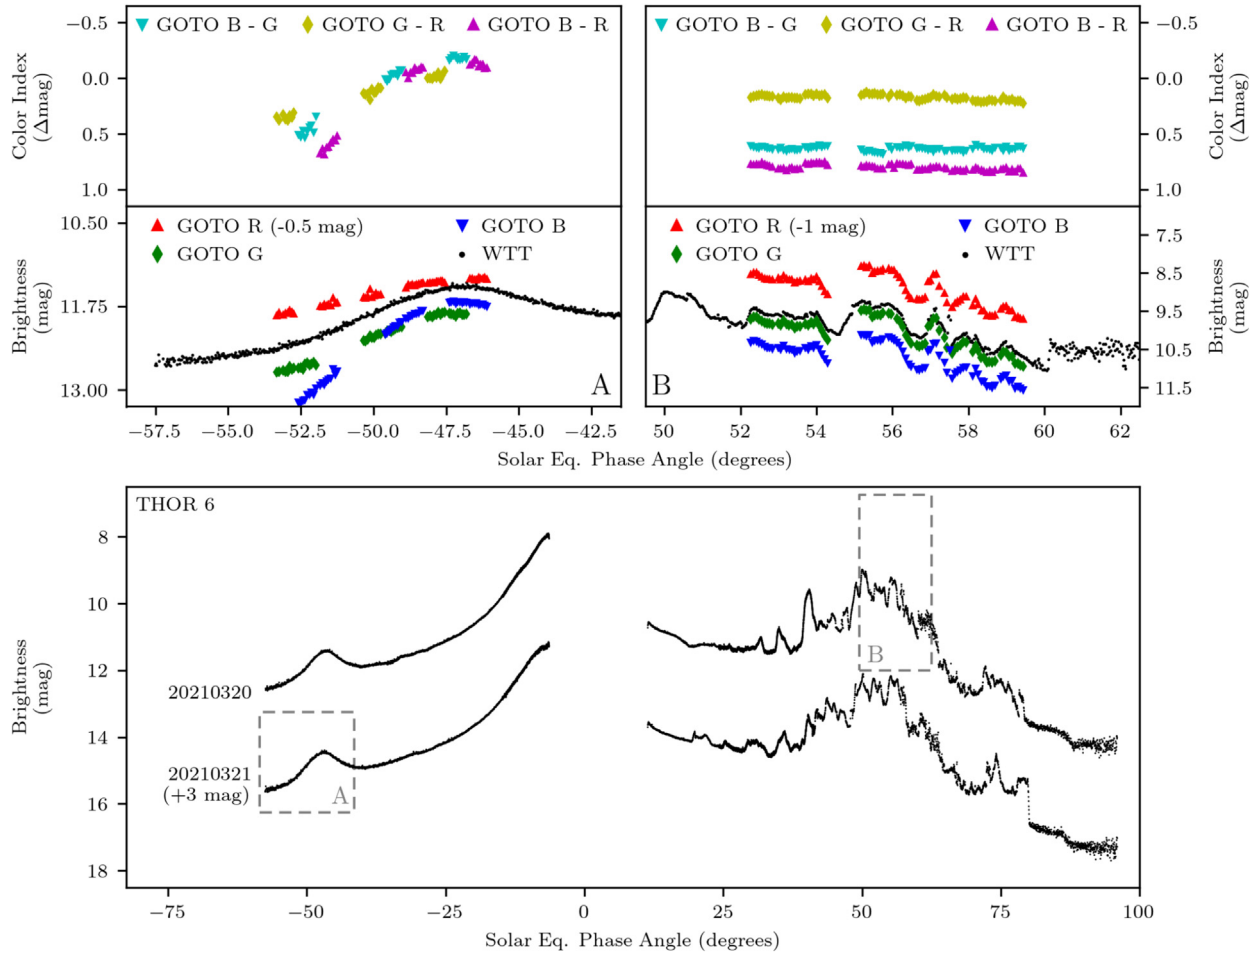 GOTO B - G GOTO G - R GOTO B - R
GOTO B - G GOTO G - R GOTO B - R
−0.5
0.0
0.5
1.0
Color Index
(Δmag)
−0.5
0.0
0.5
1.0
Color Index
(Δmag)
GOTO R (-0.5 mag) GOTO B
GOTO G WTT
10.50
11.75
13.00
Brightness
(mag)
A
GOTO R (-1 mag) GOTO B
GOTO G WTT
7.5
8.5
9.5
10.5
11.5
Brightness
(mag)
B
−57.5 −55.0 −52.5 −50.0 −47.5 −45.0 −42.5
50 52 54 56 58 60 62
Solar Eq. Phase Angle (degrees)
THOR 6
8
10
12
14
16
18
Brightness
(mag)
20210320
20210321
(+3 mag)
A
B
−75 −50 −25 0 25 50 75 100
Solar Eq. Phase Angle (degrees)